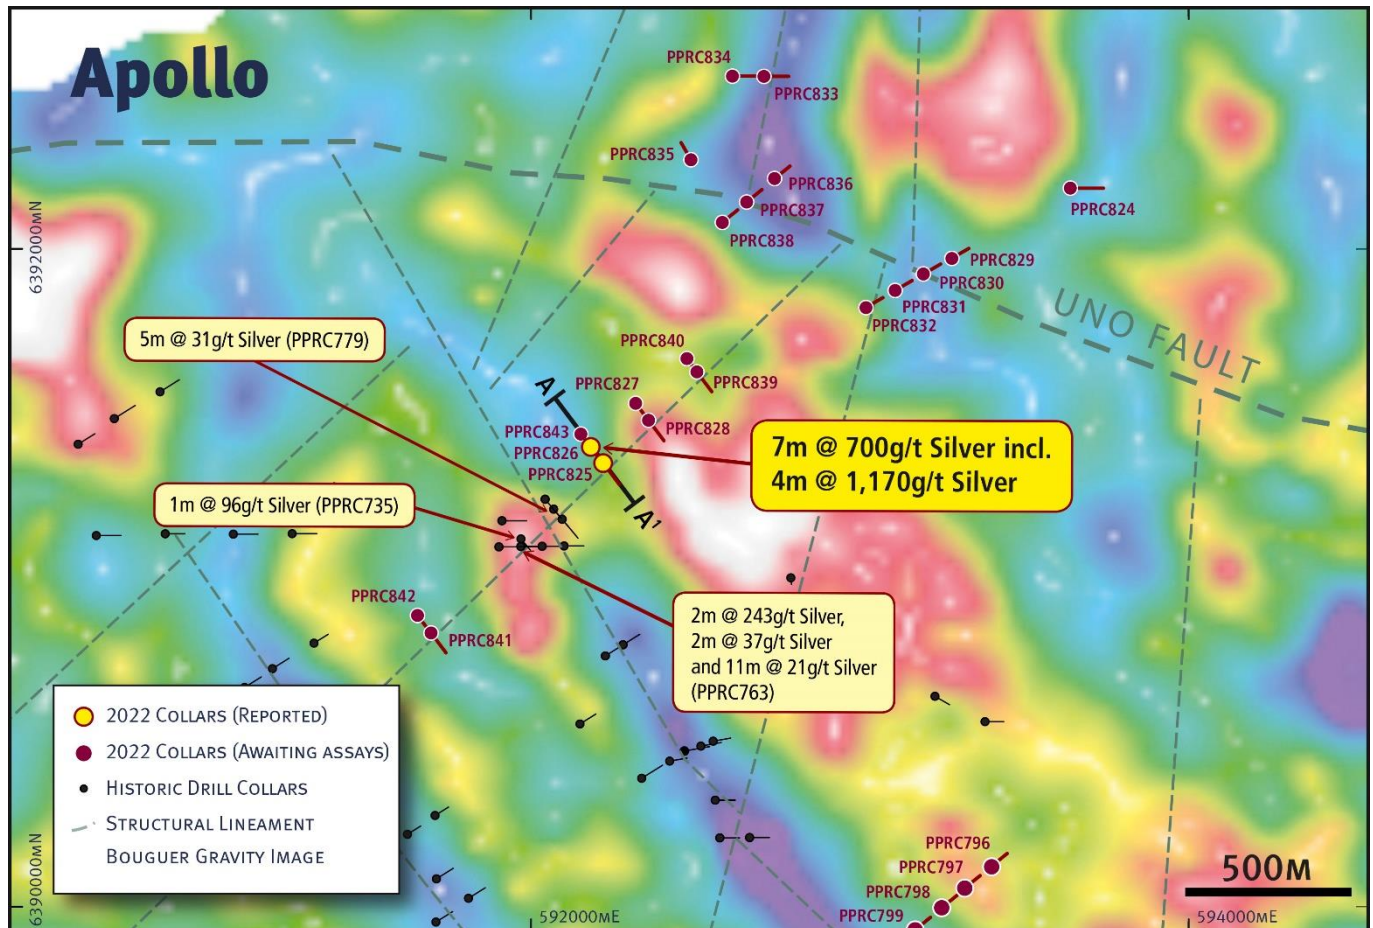 Apollo
PPRC834
PPRC833
PPRC835
PPRC836
PPRC837
PPRC838
PPRC824
6392000mN
PPRC829
PPRC830
PPRC831
PPRC832
UNO FAULT
5m @ 31g/t Silver (PPRC779)
PPRC840
PPRC839
PPRC827
PPRC828
A
PPRC843
PPRC826
PPRC825
A¹
7m @ 700g/t Silver incl.
4m @ 1,170g/t Silver
1m @ 96g/t Silver (PPRC735)
PPRC842
PPRC841
2m @ 243g/t Silver,
2m @ 37g/t Silver
and 11m @ 21g/t Silver
(PPRC763)
2022 Collars (Reported)
2022 Collars (Awaiting assays)
Historic Drill Collars
Structural Lineament
Bouguer Gravity Image
PPRC796
PPRC797
PPRC798
PPRC799
500m
6390000mN
592000mE
594000mE